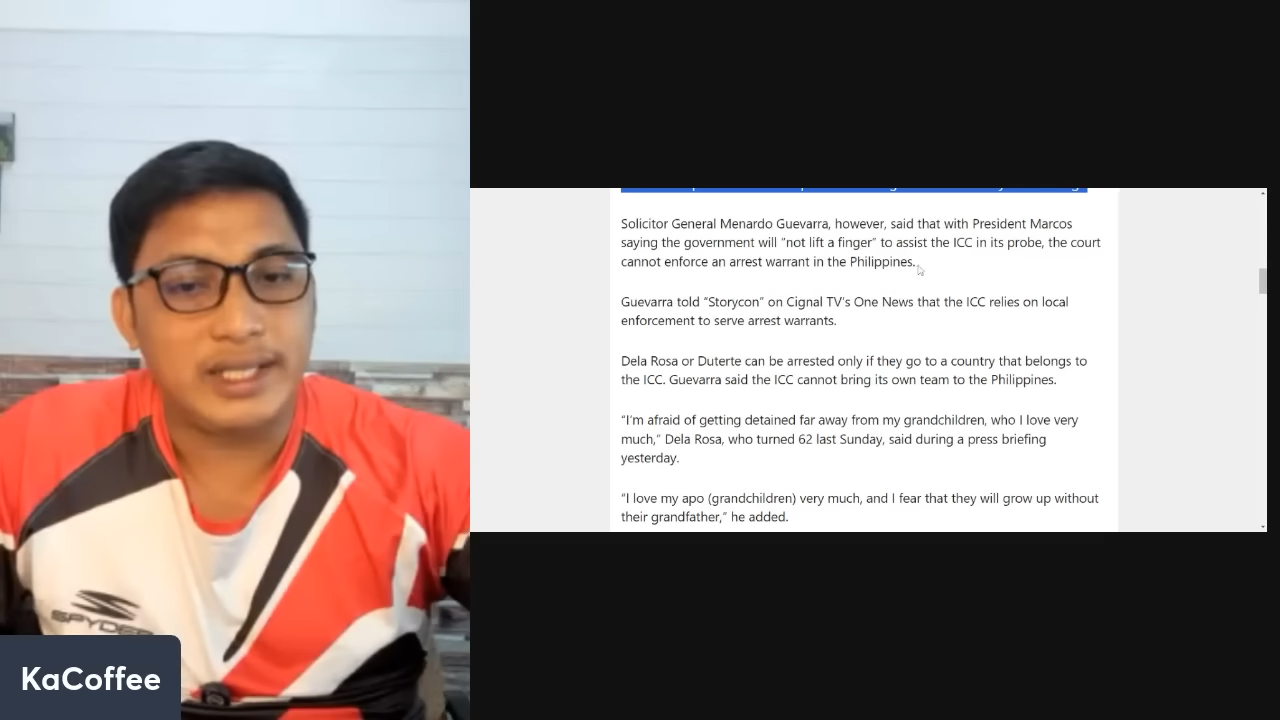 Solicitor General Menardo Guevarra, however, said that with President Marcos
saying the government will “not lift a finger” to assist the ICC in its probe, the court
cannot enforce an arrest warrant in the Philippines.
Guevarra told “Storycon” on Cignal TV’s One News that the ICC relies on local
enforcement to serve arrest warrants.
Dela Rosa or Duterte can be arrested only if they go to a country that belongs to
the ICC. Guevarra said the ICC cannot bring its own team to the Philippines.
“I’m afraid of getting detained far away from my grandchildren, who I love very
much,” Dela Rosa, who turned 62 last Sunday, said during a press briefing
yesterday.
“I love my apo (grandchildren) very much, and I fear that they will grow up without
their grandfather,” he added.
SPYDER
KaCoffee